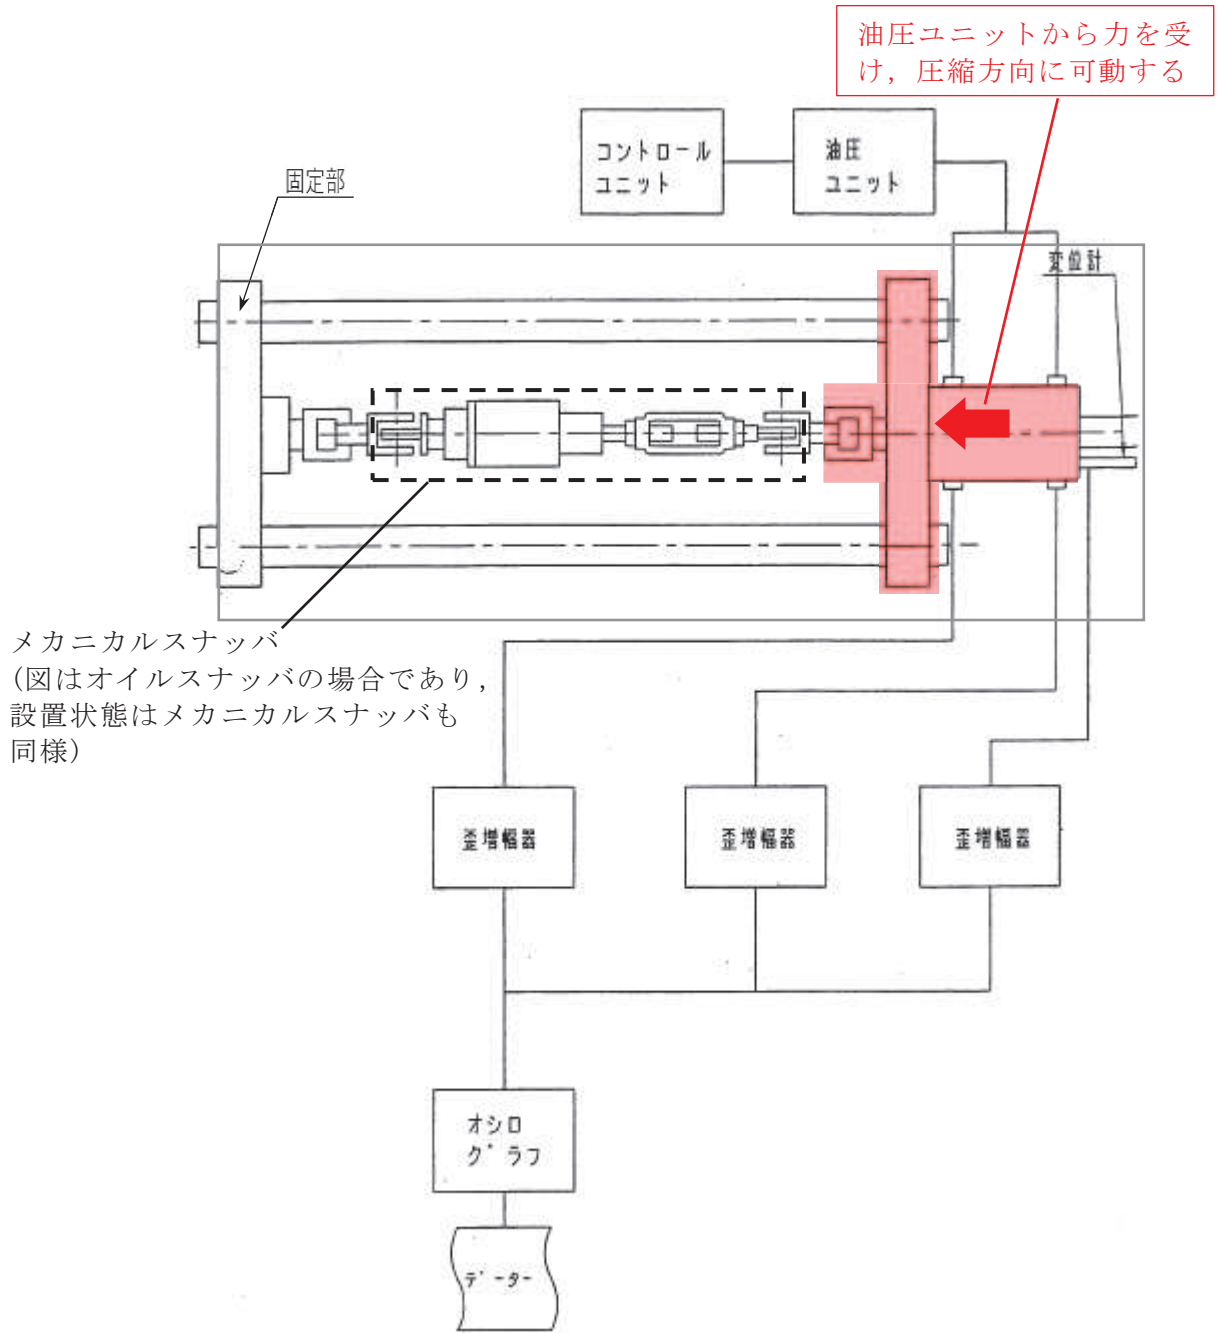 油圧ユニットから力を受
け，圧縮方向に可動する
コントロール
ユニット
油圧
ユニット
固定部
変位計
メカニカルスナッバ
(図はオイルスナッバの場合であり，
設置状態はメカニカルスナッバも
同様)
歪増幅器
歪増幅器
歪増幅器
オシロ
グラフ
データー